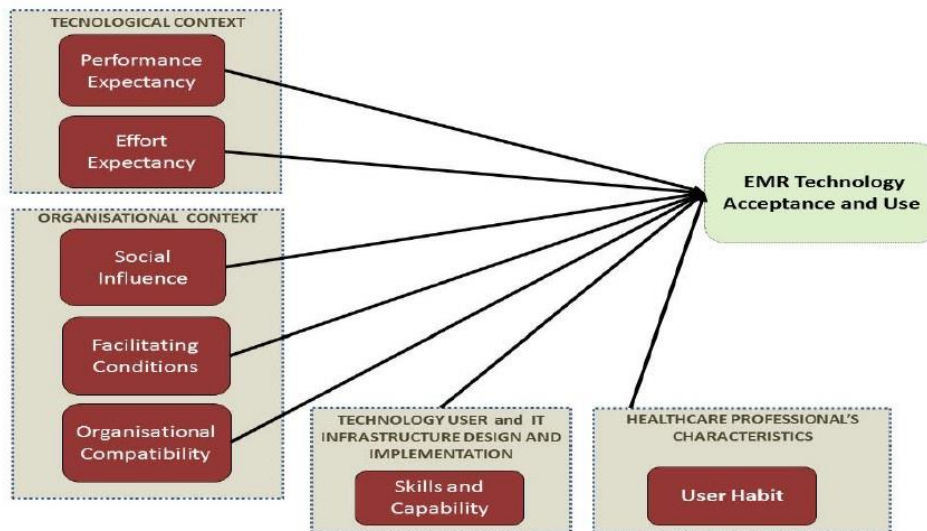 TECNOLOGICAL CONTEXT
Performance
Expectancy
Effort
Expectancy
ORGANISATIONAL CONTEXT
Social
Influence
Facilitating
Conditions
Organisational
Compatibility
EMR Technology
Acceptance and Use
TECHNOLOGY USER and IT
INFRASTRUCTURE DESIGN AND
IMPLEMENTATION
Skills and
Capability
HEALTHCARE PROFESSIONAL'S
CHARACTERISTICS
User Habit